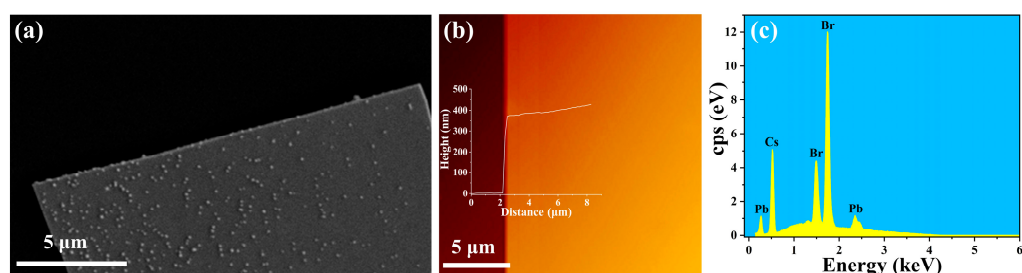 (a)
5 µm
(b)
Height (nm)
500
400
300
200
100
0
0 2 4 6 8
Distance (µm)
5 µm
(c)
cps (eV)
12
10
8
6
4
2
0
Br
Cs
Br
Pb
Pb
0 1 2 3 4 5 6
Energy (keV)